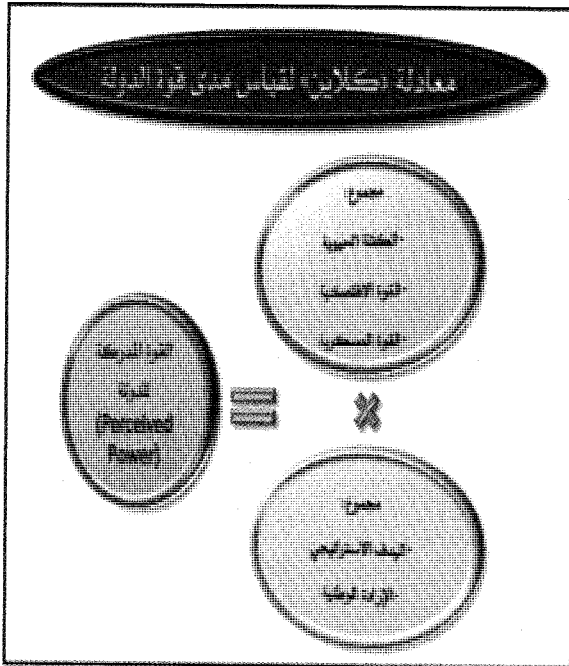 معادلة «كلاين» لقياس مدى قوة الدولة
مجموع:
-الكتلة الحيوية
-القوة الاقتصادية
-القوة العسكرية
القوة المدركة
للدولة
(Perceived
Power)
=
×
مجموع:
-الهدف الاستراتيجي
-الإرادة الوطنية